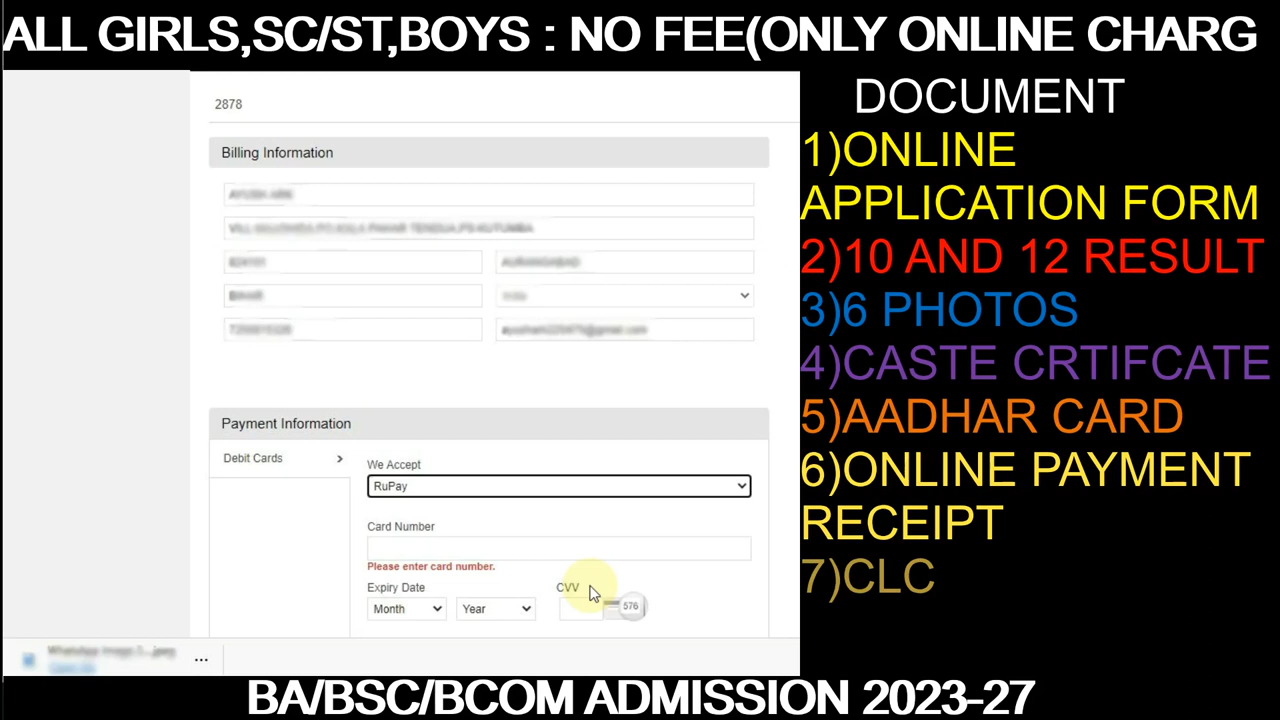 ALL GIRLS,SC/ST,BOYS : NO FEE(ONLY ONLINE CHARG
2878
Billing Information
BIHAR
India
Payment Information
Debit Cards
We Accept
RuPay
Card Number
Please enter card number.
Expiry Date
CVV
Month
Year
576
DOCUMENT
1)ONLINE
APPLICATION FORM
2)10 AND 12 RESULT
3)6 PHOTOS
4)CASTE CRTIFCATE
5)AADHAR CARD
6)ONLINE PAYMENT
RECEIPT
7)CLC
BA/BSC/BCOM ADMISSION 2023-27